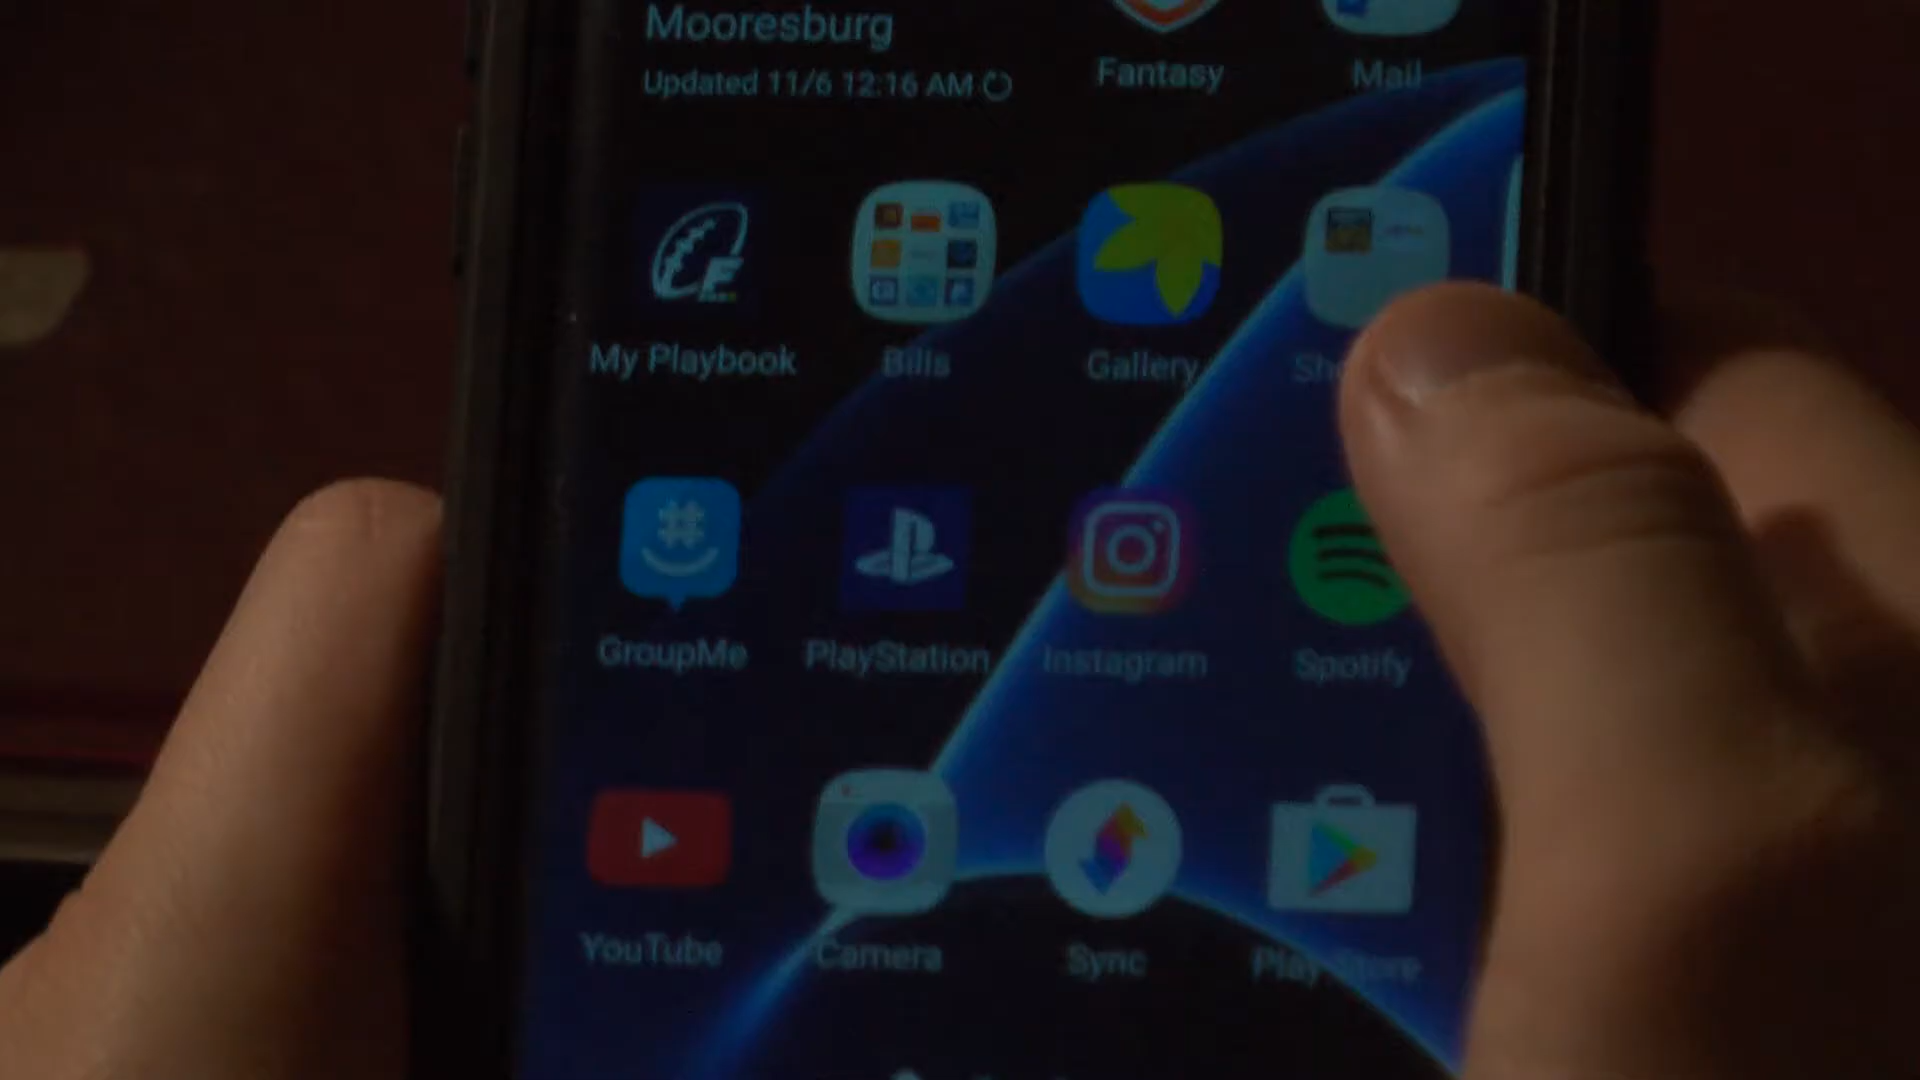 Mooresburg
Updated 11/6 12:16 AM
Fantasy
Mail
My Playbook
Bills
Gallery
Sho
GroupMe
PlayStation
Instagram
Spotify
YouTube
Camera
Sync
Play Store